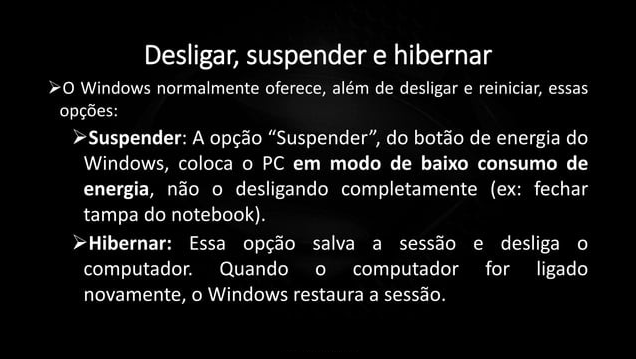 Desligar, suspender e hibernar
➢O Windows normalmente oferece, além de desligar e reiniciar, essas
opções:
➢Suspender: A opção “Suspender”, do botão de energia do
Windows, coloca o PC em modo de baixo consumo de
energia, não o desligando completamente (ex: fechar
tampa do notebook).
➢Hibernar: Essa opção salva a sessão e desliga o
computador. Quando o computador for ligado
novamente, o Windows restaura a sessão.